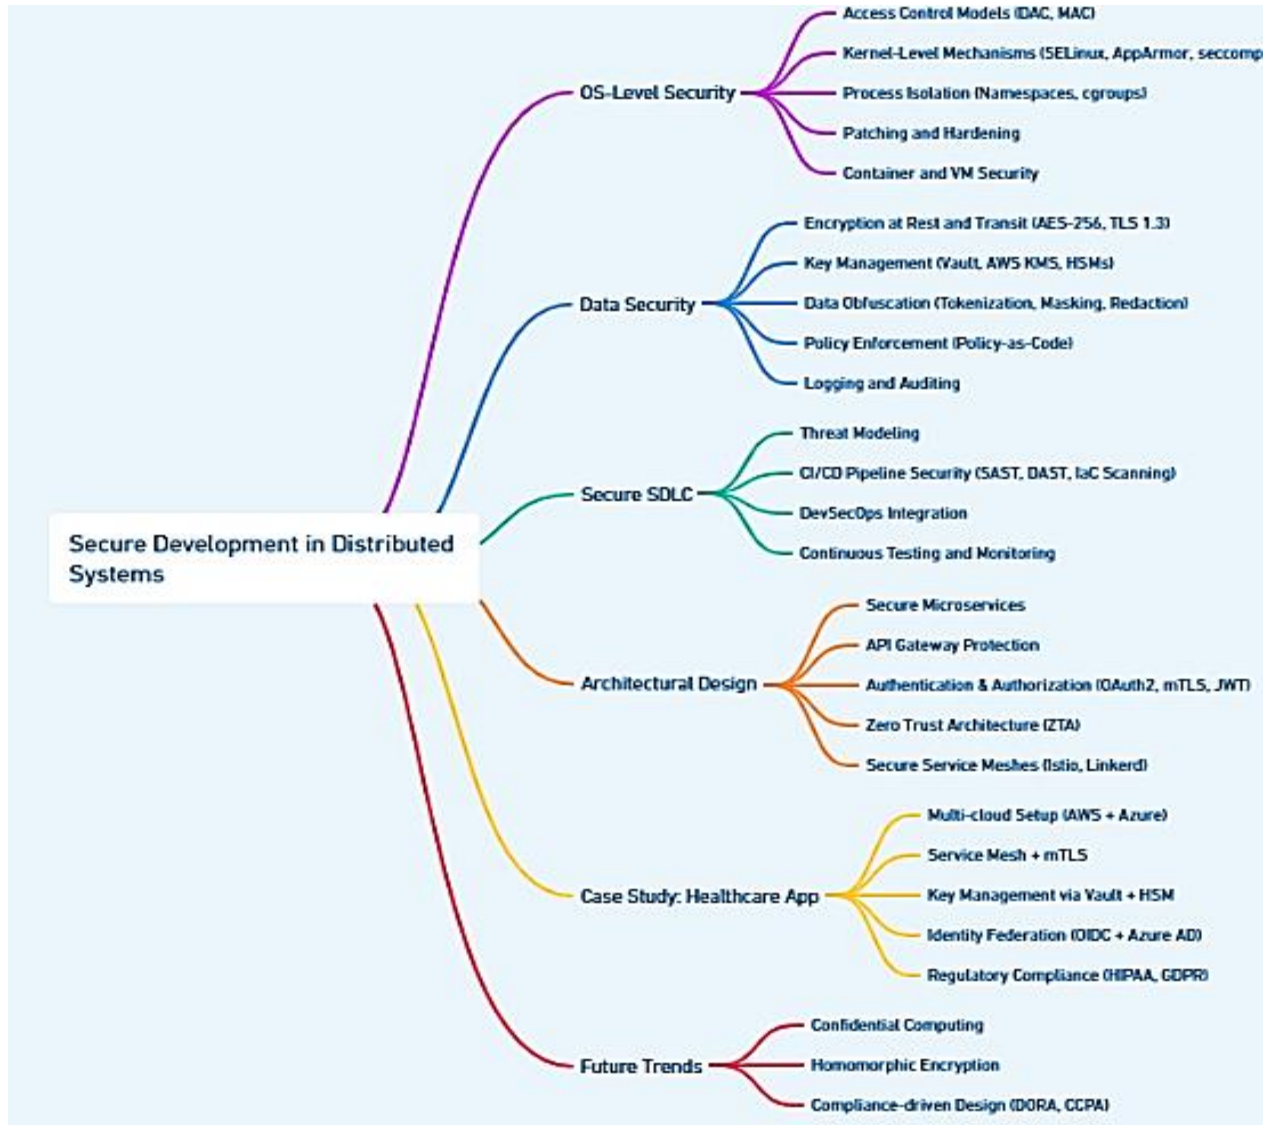 Secure Development in Distributed
Systems
OS-Level Security
Access Control Models (DAC, MAC)
Kernel-Level Mechanisms (SELinux, AppArmor, seccomp
Process Isolation (Namespaces, cgroups)
Patching and Hardening
Container and VM Security
Data Security
Encryption at Rest and Transit (AES-256, TLS 1.3)
Key Management (Vault, AWS KMS, HSMs)
Data Obfuscation (Tokenization, Masking, Redaction)
Policy Enforcement (Policy-as-Code)
Logging and Auditing
Secure SDLC
Threat Modeling
CI/CD Pipeline Security (SAST, DAST, IaC Scanning)
DevSecOps Integration
Continuous Testing and Monitoring
Architectural Design
Secure Microservices
API Gateway Protection
Authentication & Authorization (OAuth2, mTLS, JWT)
Zero Trust Architecture (ZTA)
Secure Service Meshes (Istio, Linkerd)
Case Study: Healthcare App
Multi-cloud Setup (AWS + Azure)
Service Mesh + mTLS
Key Management via Vault + HSM
Identity Federation (OIDC + Azure AD)
Regulatory Compliance (HIPAA, GDPR)
Future Trends
Confidential Computing
Homomorphic Encryption
Compliance-driven Design (DORA, CCPA)